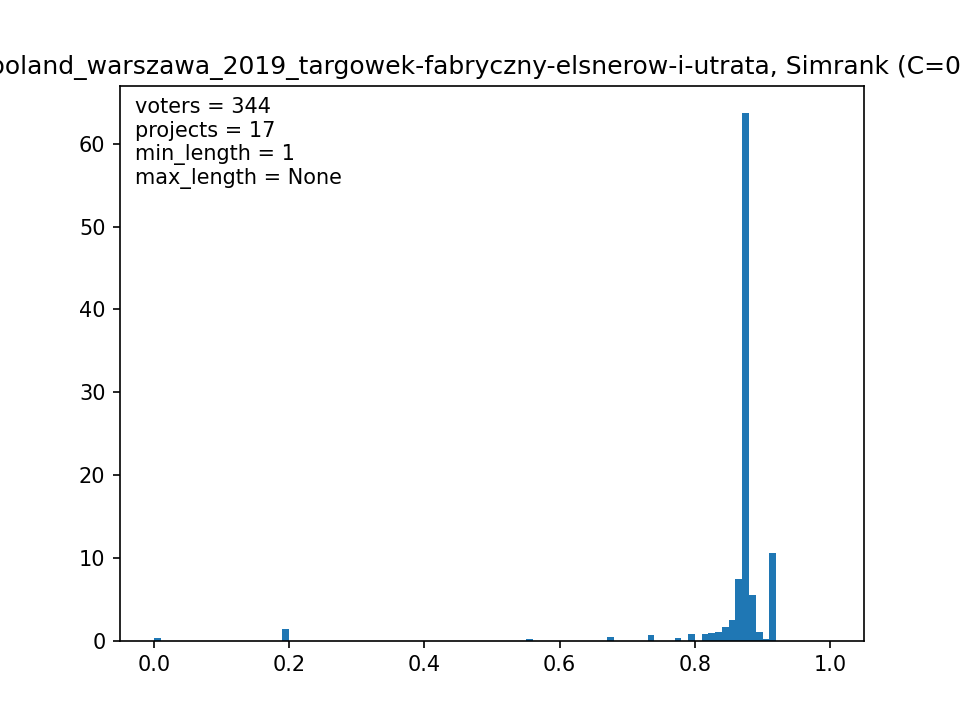 poland_warszawa_2019_targowek-fabryczny-elsnerow-i-utrata, Simrank (C=0
voters = 344
projects = 17
min_length = 1
max_length = None
60
50
40
30
20
10
0
0.0 0.2 0.4 0.6 0.8 1.0